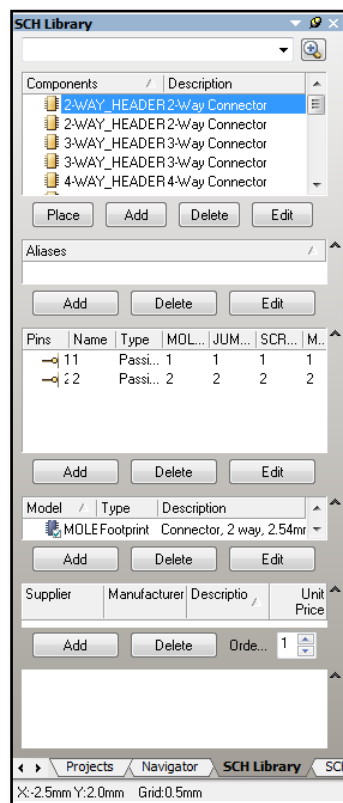 SCH Library
Components Description
2-WAY_HEADER 2-Way Connector
2-WAY_HEADER 2-Way Connector
3-WAY_HEADER 3-Way Connector
3-WAY_HEADER 3-Way Connector
4-WAY_HEADER 4-Way Connector
Place Add Delete Edit
Aliases
Add Delete Edit
Pins Name Type MOL... JUM... SCR... M..
1 1 Passi... 1 1 1 1
2 2 Passi... 2 2 2 2
Add Delete Edit
Model Type Description
MOLE Footprint Connector, 2 way, 2.54mm
Add Delete Edit
Supplier Manufacturer Descriptio Unit Price
Add Delete Orde... 1
Projects Navigator SCH Library SC
X:-2.5mm Y:2.0mm Grid:0.5mm